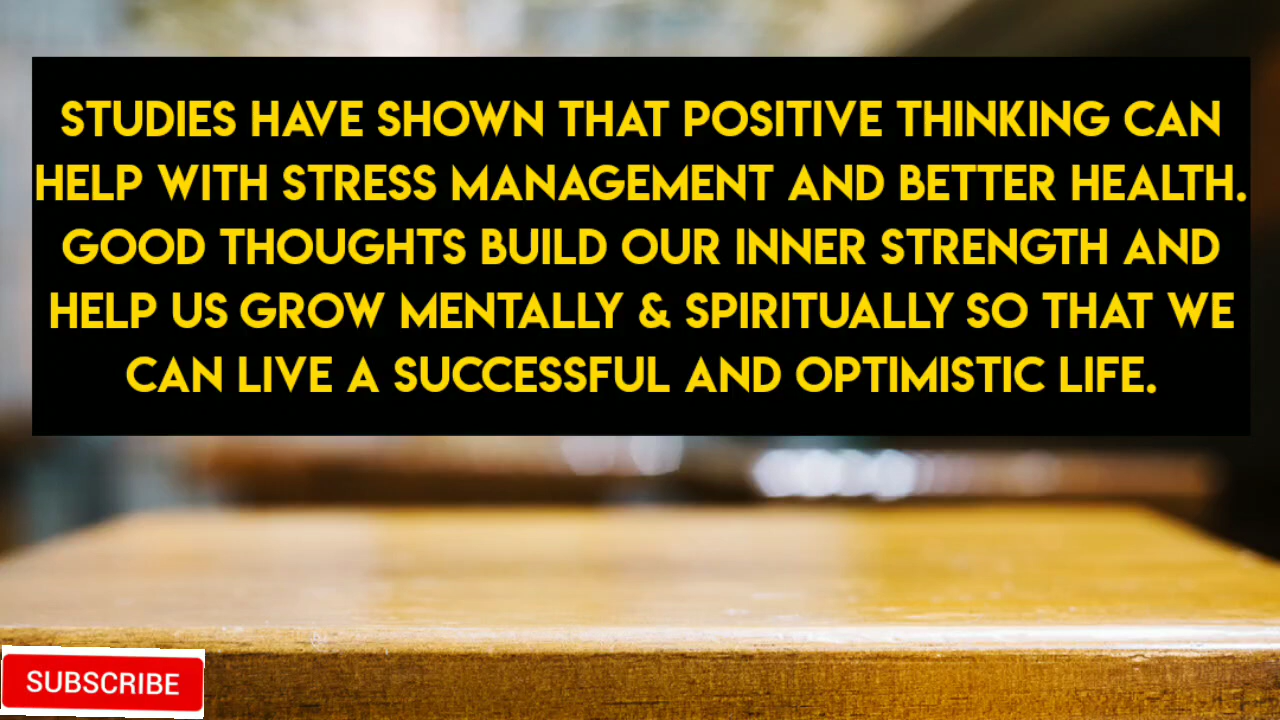 STUDIES HAVE SHOWN THAT POSITIVE THINKING CAN
HELP WITH STRESS MANAGEMENT AND BETTER HEALTH.
GOOD THOUGHTS BUILD OUR INNER STRENGTH AND
HELP US GROW MENTALLY & SPIRITUALLY SO THAT WE
CAN LIVE A SUCCESSFUL AND OPTIMISTIC LIFE.
SUBSCRIBE